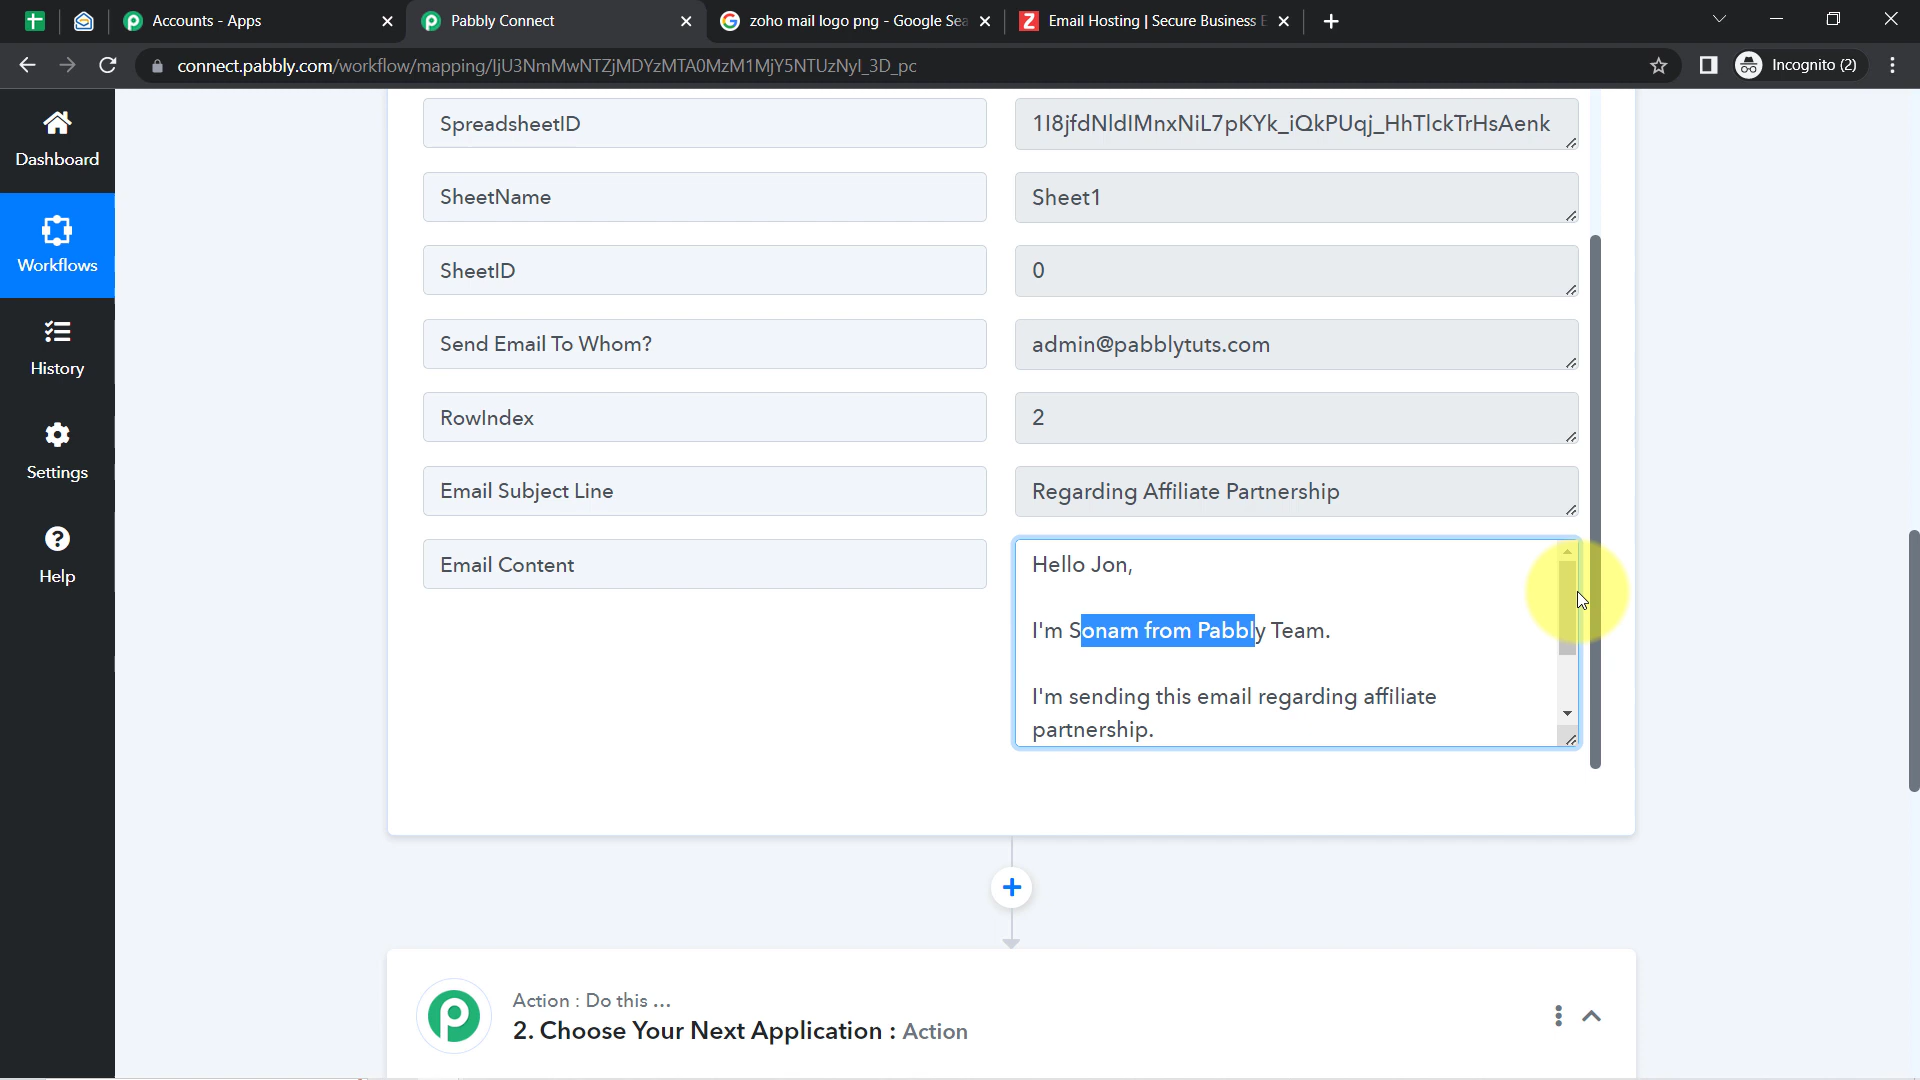 Accounts - Apps
Pabbly Connect
zoho mail logo png - Google Sea
Email Hosting | Secure Business E
connect.pabbly.com/workflow/mapping/IjU3NmMwNTZjMDYzMTA0MzM1MjY5NTUzNyI_3D_pc
Incognito (2)
Dashboard
Workflows
History
Settings
Help
SpreadsheetID
1I8jfdNldIMnxNiL7pKYk_iQkPUqj_HhTlckTrHsAenk
SheetName
Sheet1
SheetID
0
Send Email To Whom?
admin@pabblytuts.com
RowIndex
2
Email Subject Line
Regarding Affiliate Partnership
Email Content
Hello Jon,
I'm Sonam from Pabbly Team.
I'm sending this email regarding affiliate
partnership.
Action : Do this ...
2. Choose Your Next Application : Action